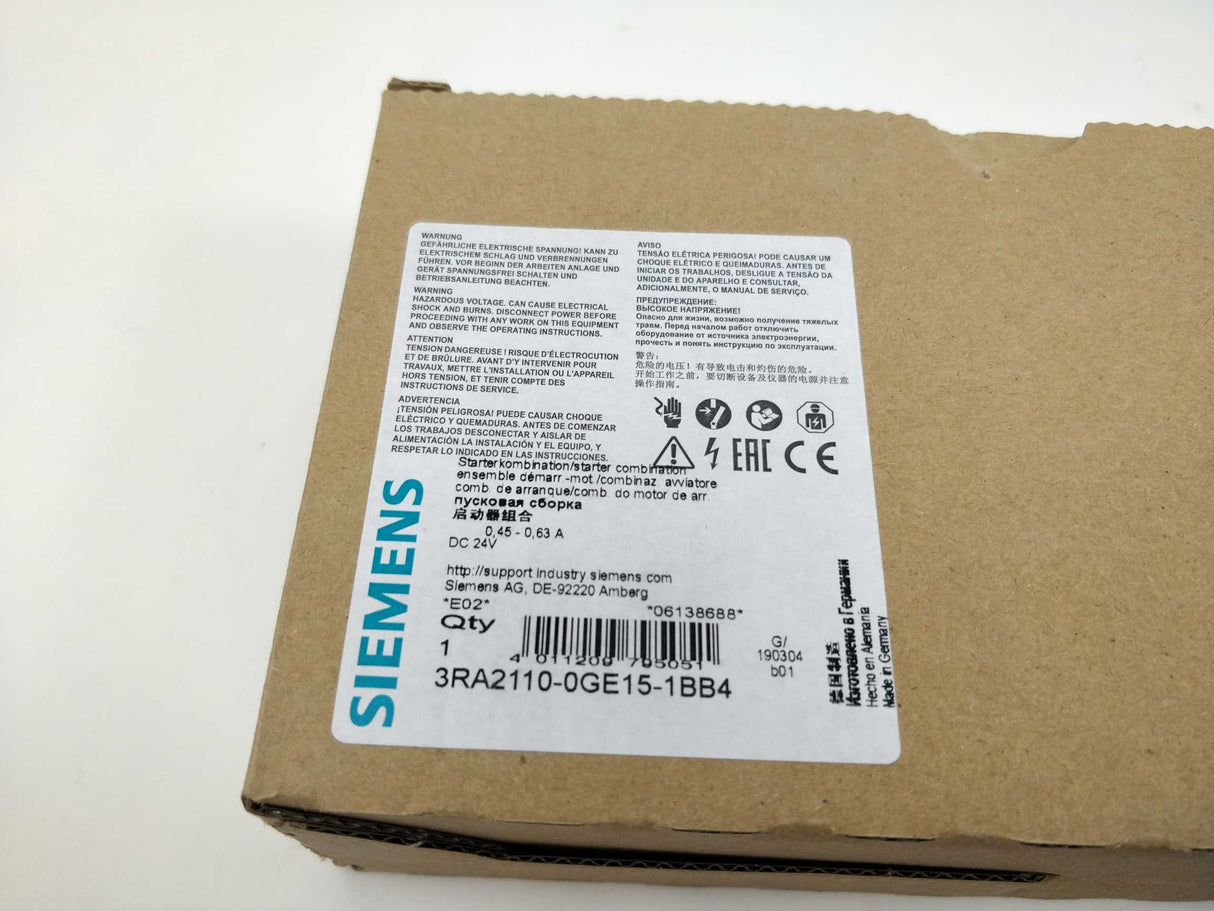 WARNUNG
GEFÄHRLICHE ELEKTRISCHE SPANNUNG! KANN ZU
ELEKTRISCHEM SCHLAG UND VERBRENNUNGEN
FÜHREN. VOR BEGINN DER ARBEITEN ANLAGE UND
GERÄT SPANNUNGSFREI SCHALTEN UND
BETRIEBSANLEITUNG BEACHTEN.
WARNING
HAZARDOUS VOLTAGE. CAN CAUSE ELECTRICAL
SHOCK AND BURNS. DISCONNECT POWER BEFORE
PROCEEDING WITH ANY WORK ON THIS EQUIPMENT
AND OBSERVE THE OPERATING INSTRUCTIONS.
ATTENTION
TENSION DANGEREUSE ! RISQUE D'ÉLECTROCUTION
ET DE BRÛLURE. AVANT D'Y INTERVENIR POUR
TRAVAUX, METTRE L'INSTALLATION OU L'APPAREIL
HORS TENSION, ET TENIR COMPTE DES
INSTRUCTIONS DE SERVICE.
ADVERTENCIA
¡TENSIÓN PELIGROSA! PUEDE CAUSAR CHOQUE
ELÉCTRICO Y QUEMADURAS. ANTES DE COMENZAR
LOS TRABAJOS DESCONECTAR Y AISLAR DE
ALIMENTACIÓN LA INSTALACIÓN Y EL EQUIPO, Y
RESPETAR LO INDICADO EN LAS INSTRUCCIONES.
AVISO
TENSÃO ELÉTRICA PERIGOSA! PODE CAUSAR UM
CHOQUE ELÉTRICO E QUEIMADURAS. ANTES DE
INICIAR OS TRABALHOS, DESLIGUE A TENSÃO DA
UNIDADE E DO APARELHO E CONSULTAR,
ADICIONALMENTE, O MANUAL DE SERVIÇO.
ПРЕДУПРЕЖДЕНИЕ:
ВЫСОКОЕ НАПРЯЖЕНИЕ!
Опасно для жизни, возможно получение тяжелых
травм. Перед началом работ отключить
оборудование от источника электроэнергии,
прочесть и понять инструкцию по эксплуатации.
警告:
危险的电压! 有导致电击和灼伤的危险。
开始工作之前, 要切断设备及仪器的电源并注意
操作指南。
EAC CE
Starterkombination/starter combination
ensemble démarr.-mot./combinaz. avviatore
comb. de arranque/comb. do motor de arr.
пусковая сборка
启动器组合
0,45 - 0,63 A
DC 24V
http://support.industry.siemens.com
Siemens AG, DE-92220 Amberg
*E02*
*06138688*
Qty
1
4 011209 795051
3RA2110-0GE15-1BB4
G/
190304
b01
德国制造
Изготовлено в Германии
Hecho en Alemania
Made in Germany
SIEMENS